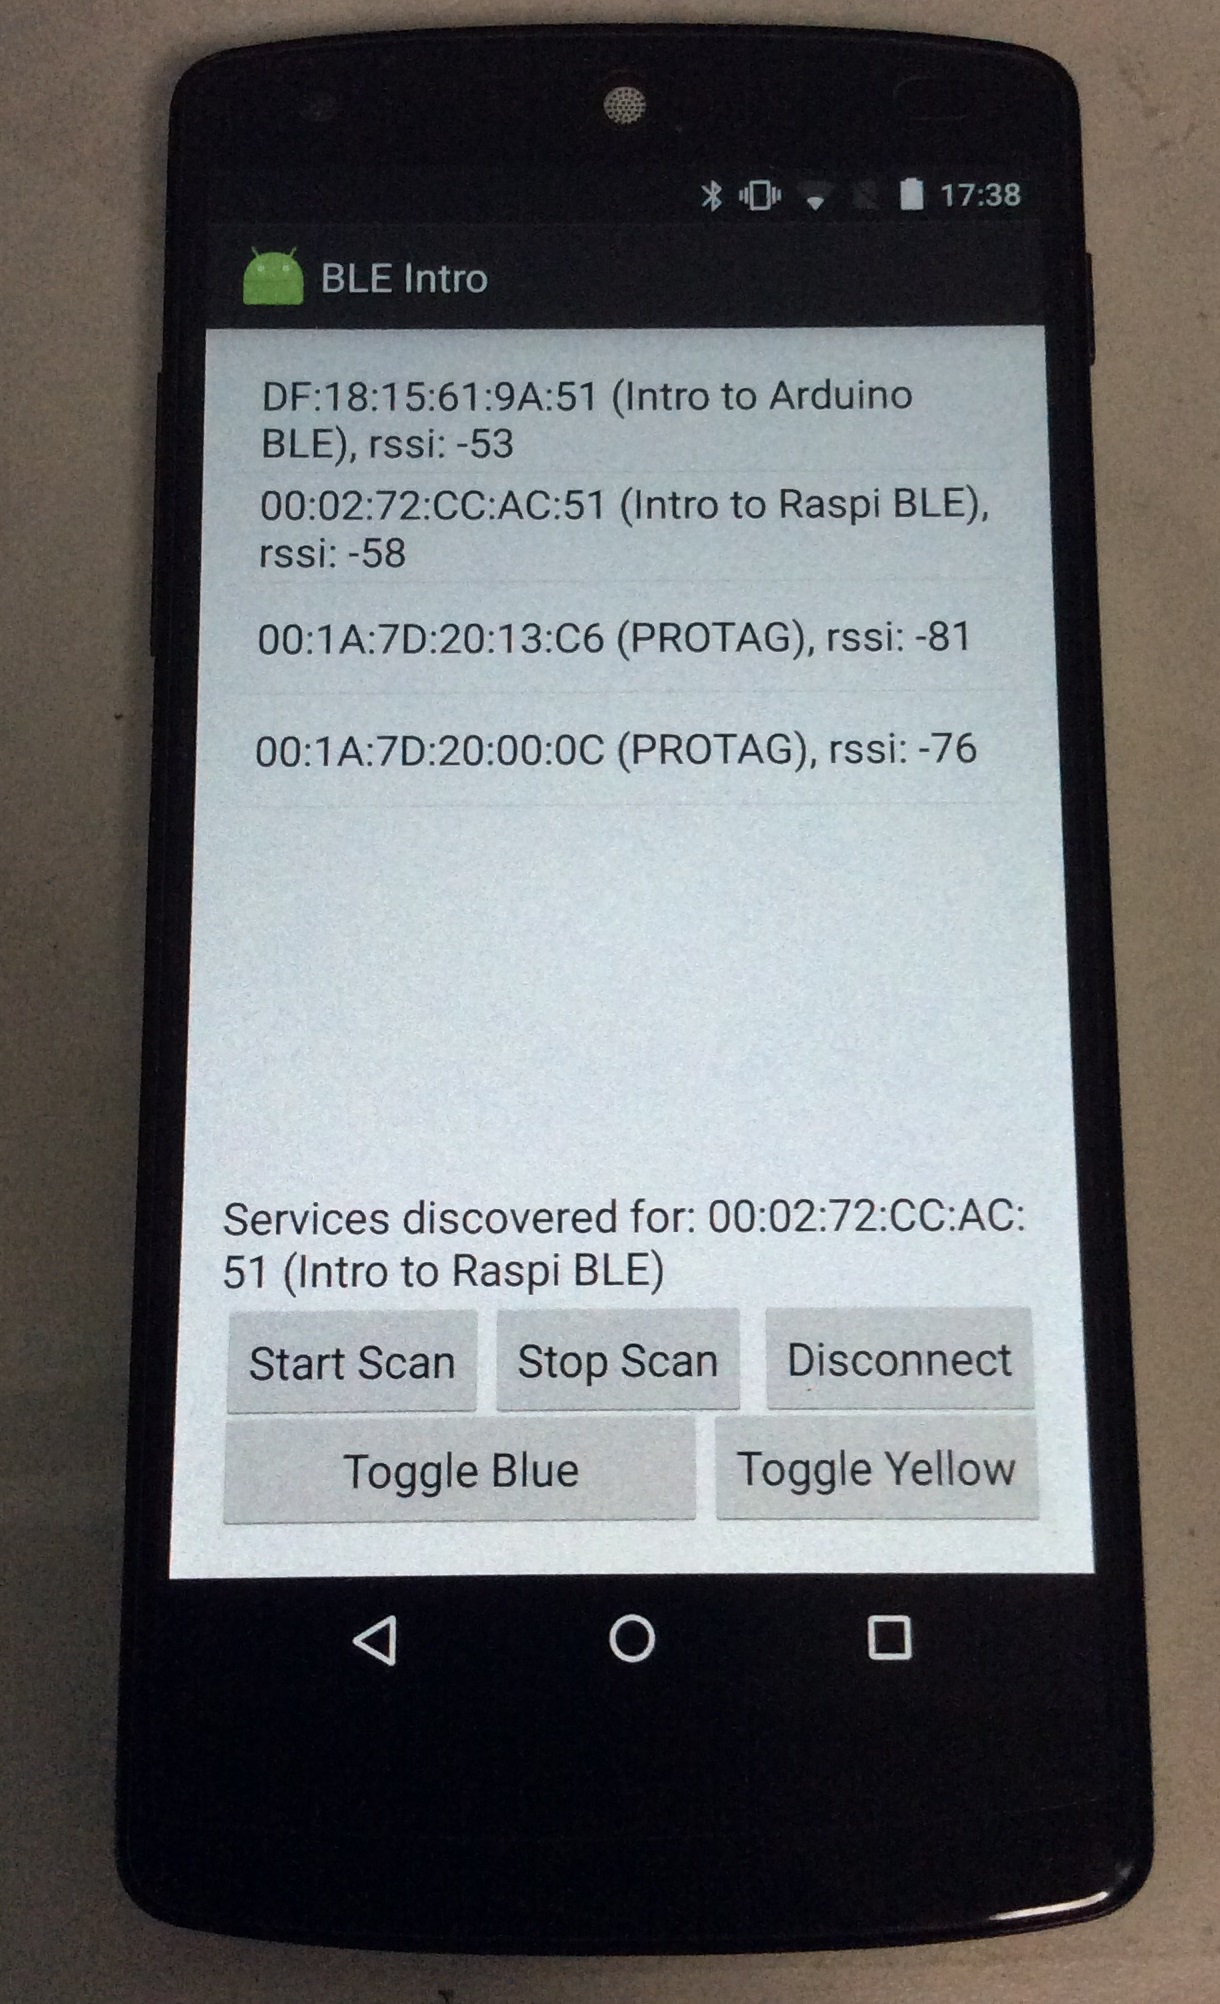 17:38
BLE Intro
DF:18:15:61:9A:51 (Intro to Arduino
BLE), rssi: -53
00:02:72:CC:AC:51 (Intro to Raspi BLE),
rssi: -58
00:1A:7D:20:13:C6 (PROTAG), rssi: -81
00:1A:7D:20:00:0C (PROTAG), rssi: -76
Services discovered for: 00:02:72:CC:AC:
51 (Intro to Raspi BLE)
Start Scan Stop Scan Disconnect
Toggle Blue Toggle Yellow